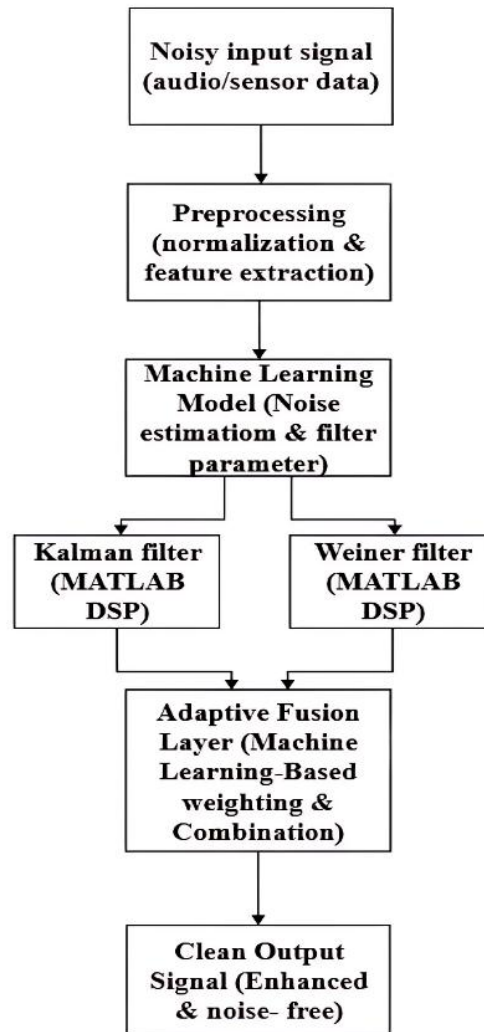 Noisy input signal
(audio/sensor data)
Preprocessing
(normalization &
feature extraction)
Machine Learning
Model (Noise
estimatiom & filter
parameter)
Kalman filter
(MATLAB
DSP)
Weiner filter
(MATLAB
DSP)
Adaptive Fusion
Layer (Machine
Learning-Based
weighting &
Combination)
Clean Output
Signal (Enhanced
& noise- free)